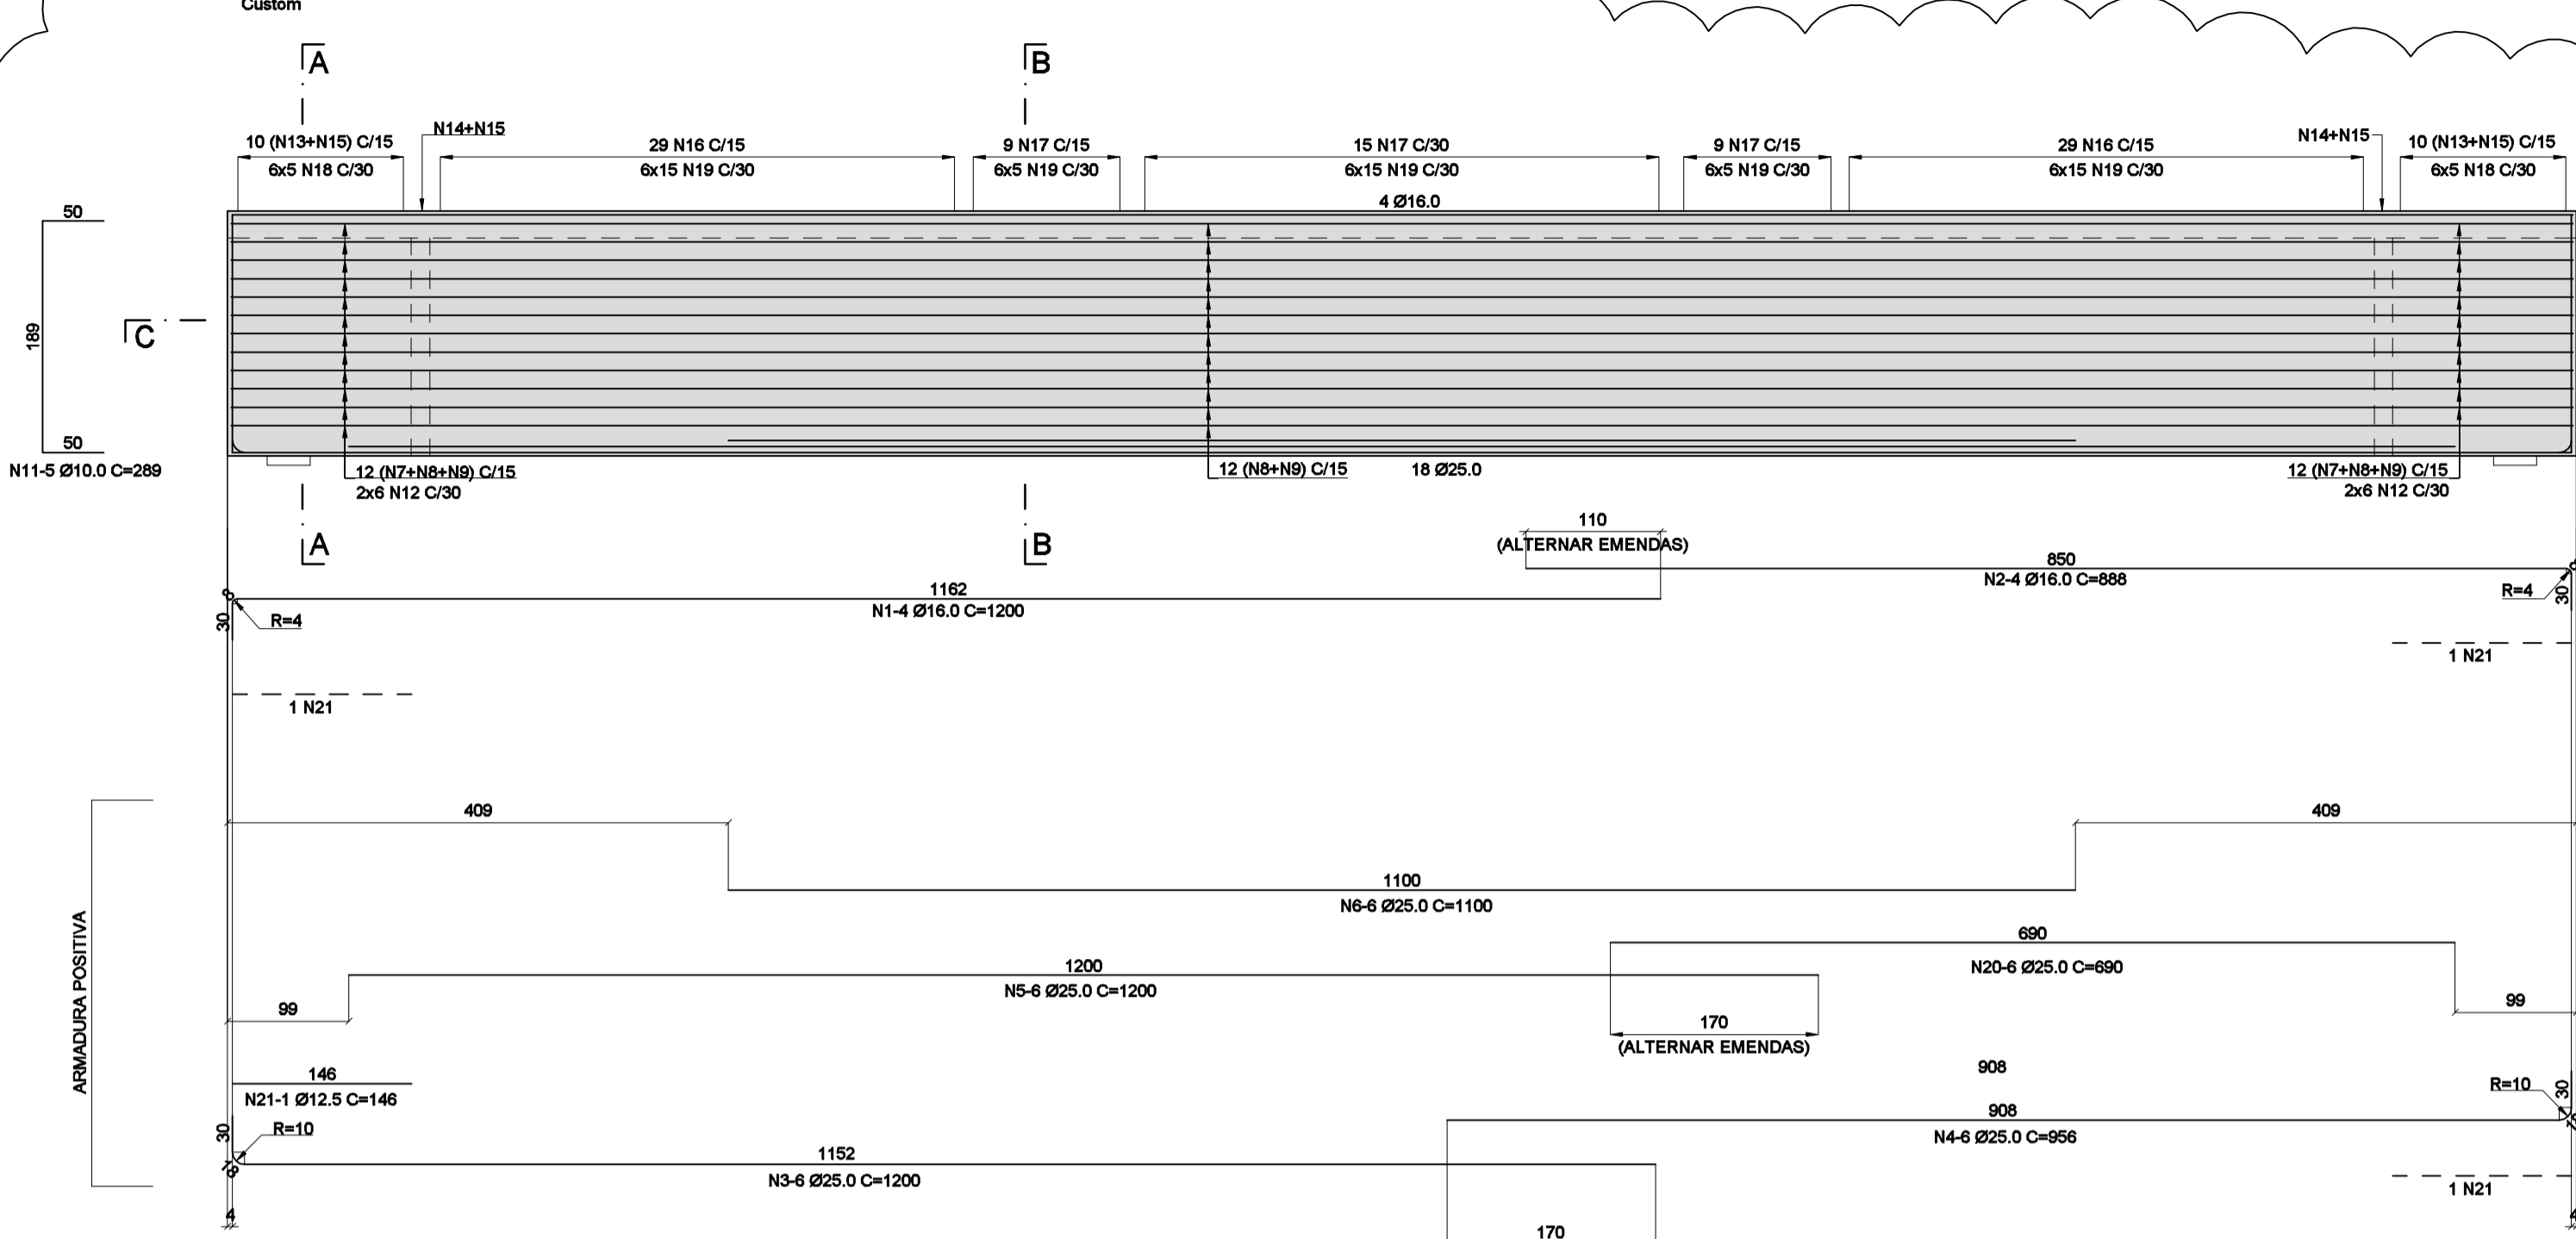 Custom
A
B
10 (N13+N15) C/15
N14+N15
29 N16 C/15
9 N17 C/15
15 N17 C/30
9 N17 C/15
29 N16 C/15
N14+N15
10 (N13+N15) C/15
6x5 N18 C/30
6x15 N19 C/30
6x5 N19 C/30
6x15 N19 C/30
6x5 N19 C/30
6x15 N19 C/30
6x5 N18 C/30
4 Ø16.0
50
189
C
50
N11-5 Ø10.0 C=289
12 (N7+N8+N9) C/15
2x6 N12 C/30
12 (N8+N9) C/15
18 Ø25.0
12 (N7+N8+N9) C/15
2x6 N12 C/30
A
B
110
(ALTERNAR EMENDAS)
850
N2-4 Ø16.0 C=888
R=4
30
8
1162
N1-4 Ø16.0 C=1200
30
R=4
1 N21
1 N21
409
409
1100
N6-6 Ø25.0 C=1100
690
N20-6 Ø25.0 C=690
1200
N5-6 Ø25.0 C=1200
99
99
170
(ALTERNAR EMENDAS)
ARMADURA POSITIVA
146
N21-1 Ø12.5 C=146
908
R=10
30
908
N4-6 Ø25.0 C=956
30
R=10
18
1152
N3-6 Ø25.0 C=1200
1 N21
4
170